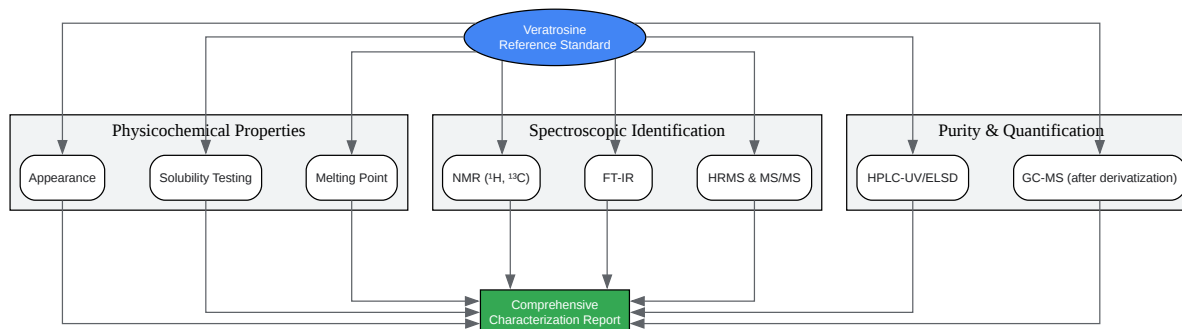 Veratrosine
Reference Standard
Physicochemical Properties
Spectroscopic Identification
Purity & Quantification
Appearance
Solubility Testing
Melting Point
NMR (¹H, ¹³C)
FT-IR
HRMS & MS/MS
HPLC-UV/ELSD
GC-MS (after derivatization)
Comprehensive
Characterization Report